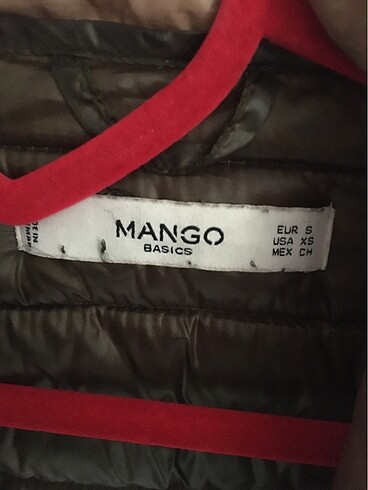 MANGO
BASICS
EUR S
USA XS
MEX CH